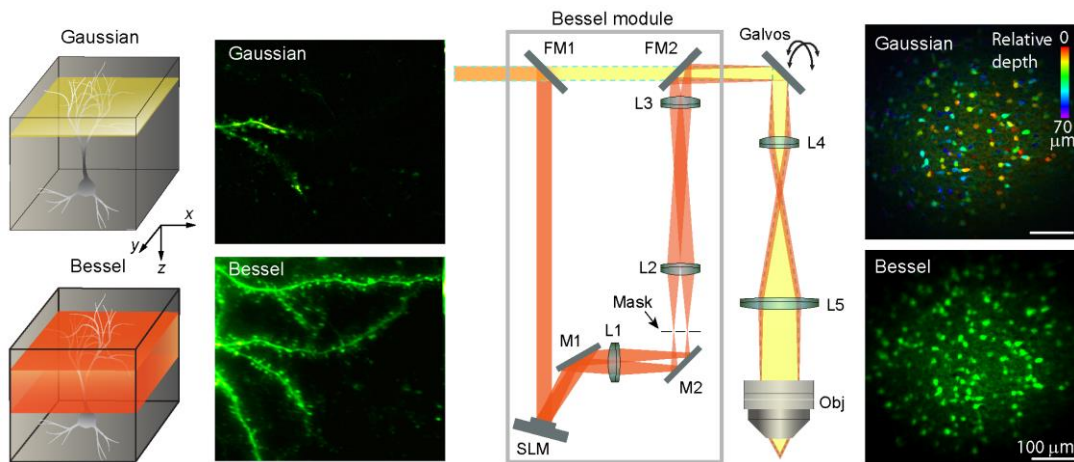 Gaussian
x
y
z
Bessel
Gaussian
Bessel
Bessel module
FM1
FM2
Galvos
L3
L4
L2
Mask
L5
M1
L1
M2
Obj
SLM
Gaussian
Relative
depth
0
70
μm
Bessel
100 μm